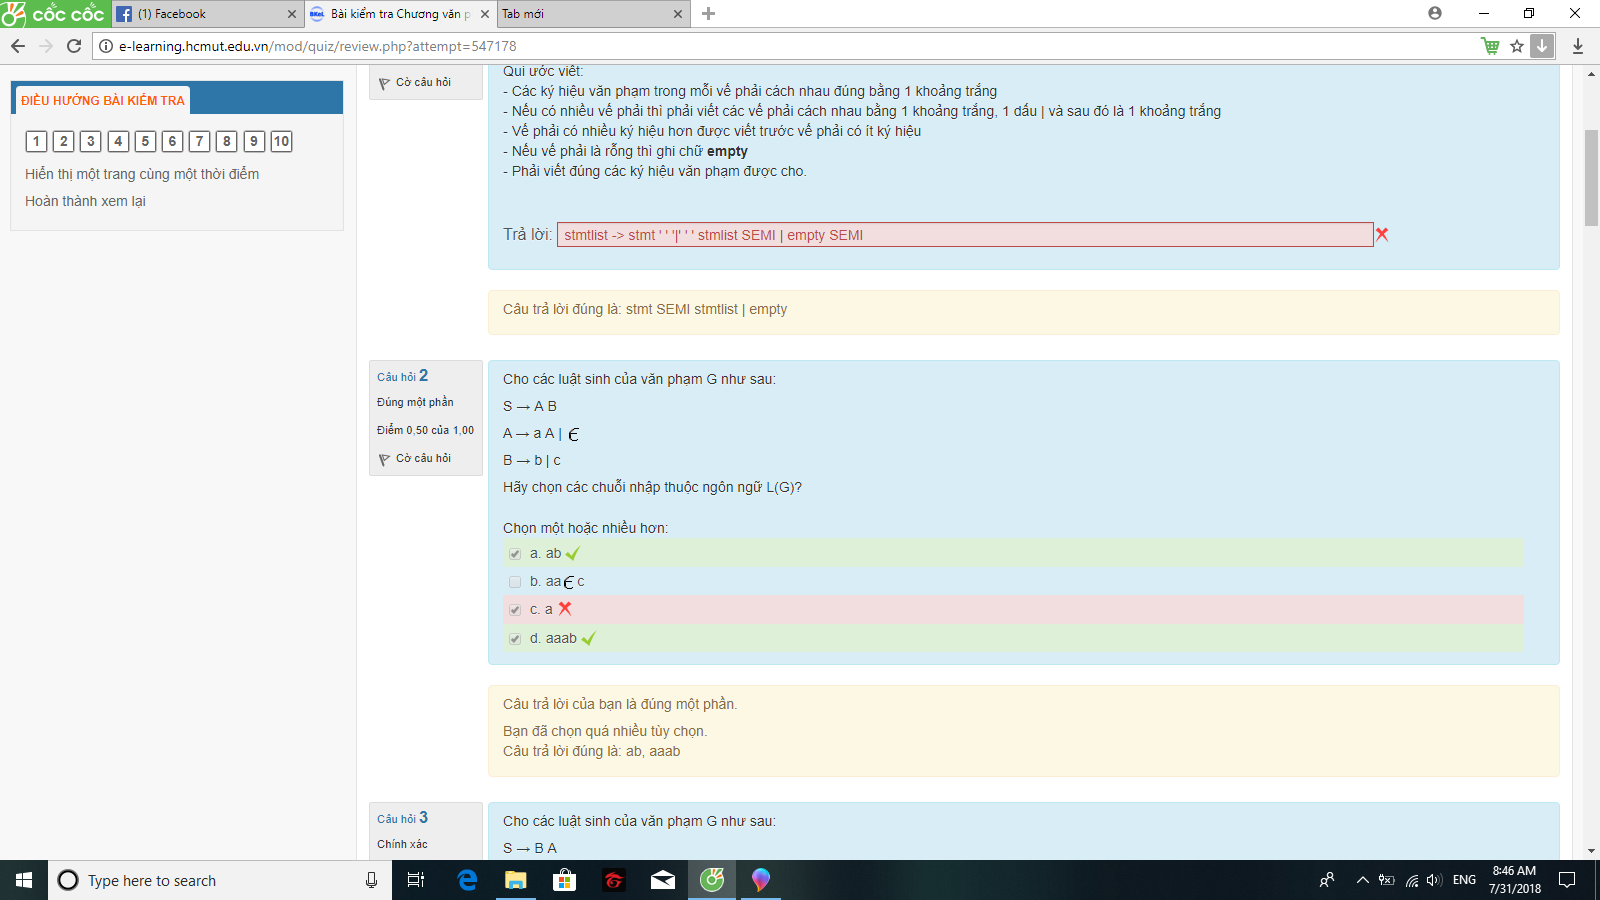 cốc cốc
(1) Facebook
Bài kiểm tra Chương văn p
Tab mới
e-learning.hcmut.edu.vn/mod/quiz/review.php?attempt=547178
ĐIỀU HƯỚNG BÀI KIỂM TRA
1 2 3 4 5 6 7 8 9 10
Hiển thị một trang cùng một thời điểm
Hoàn thành xem lại
Cờ câu hỏi
Qui ước viết:
- Các ký hiệu văn phạm trong mỗi vế phải cách nhau đúng bằng 1 khoảng trắng
- Nếu có nhiều vế phải thì phải viết các vế phải cách nhau bằng 1 khoảng trắng, 1 dấu | và sau đó là 1 khoảng trắng
- Vế phải có nhiều ký hiệu hơn được viết trước vế phải có ít ký hiệu
- Nếu vế phải là rỗng thì ghi chữ empty
- Phải viết đúng các ký hiệu văn phạm được cho.
Trả lời: stmtlist -> stmt ' ' '|' ' ' stmlist SEMI | empty SEMI
Câu trả lời đúng là: stmt SEMI stmtlist | empty
Câu hỏi 2
Đúng một phần
Điểm 0,50 của 1,00
Cờ câu hỏi
Cho các luật sinh của văn phạm G như sau:
S → A B
A → a A | ϵ
B → b | c
Hãy chọn các chuỗi nhập thuộc ngôn ngữ L(G)?
Chọn một hoặc nhiều hơn:
a. ab
b. aaϵc
c. a
d. aaab
Câu trả lời của bạn là đúng một phần.
Bạn đã chọn quá nhiều tùy chọn.
Câu trả lời đúng là: ab, aaab
Câu hỏi 3
Chính xác
Cho các luật sinh của văn phạm G như sau:
S → B A
Type here to search
ENG
8:46 AM
7/31/2018